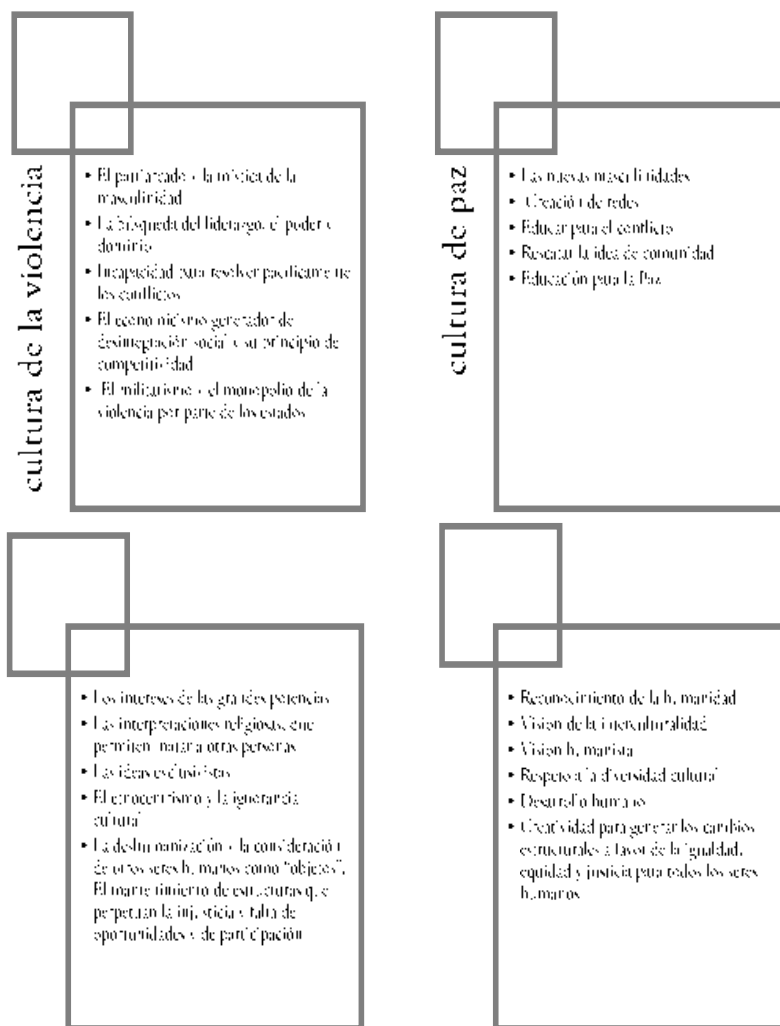 cultura de la violencia
• El patriarcado y la mística de la
masculinidad
• La búsqueda del liderazgo, el poder y
dominio
• Incapacidad para resolver pacíficamente
los conflictos
• El economicismo generador de
desintegración social y su principio de
competitividad
• El militarismo y el monopolio de la
violencia por parte de los estados
cultura de paz
• Las nuevas masculinidades
• Creación de redes
• Educar para el conflicto
• Rescatar la idea de comunidad
• Educación para la Paz
• Los intereses de las grandes potencias
• Las interpretaciones religiosas, que
permiten matar a otras personas
• Las ideas exclusivistas
• El etnocentrismo y la ignorancia
cultural
• La deshumanización y la consideración
de otros seres humanos como "objetos".
El mantenimiento de estructuras que
perpetúan la injusticia y falta de
oportunidades y de participación
• Reconocimiento de la humanidad
• Visión de la interculturalidad
• Visión humanista
• Respeto a la diversidad cultural
• Desarrollo humano
• Creatividad para generar los cambios
estructurales a favor de la igualdad,
equidad y justicia para todos los seres
humanos